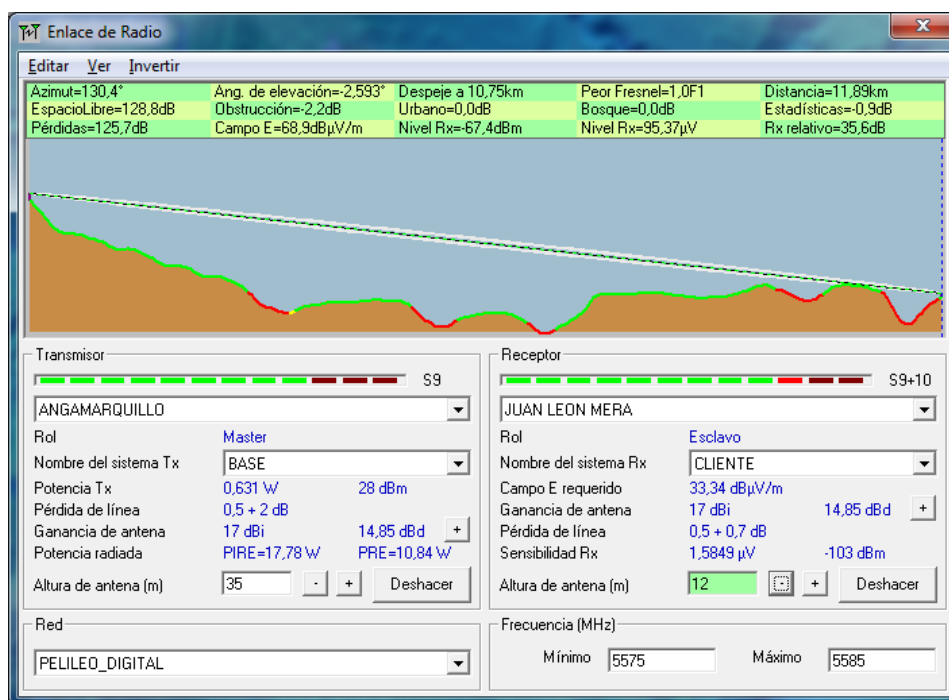 Enlace de Radio
Editar Ver Invertir
Azimut=130,4° Ang. de elevación=-2,593° Despeje a 10,75km Peor Fresnel=1,0F1 Distancia=11,89km
EspacioLibre=128,8dB Obstrucción=-2,2dB Urbano=0,0dB Bosque=0,0dB Estadísticas=-0,9dB
Pérdidas=125,7dB Campo E=68,9dBµV/m Nivel Rx=-67,4dBm Nivel Rx=95,37µV Rx relativo=35,6dB
Transmisor
S9
ANGAMARQUILLO
Rol Master
Nombre del sistema Tx BASE
Potencia Tx 0,631 W 28 dBm
Pérdida de línea 0,5 + 2 dB
Ganancia de antena 17 dBi 14,85 dBd +
Potencia radiada PIRE=17,78 W PRE=10,84 W
Altura de antena (m) 35 - + Deshacer
Receptor
S9+10
JUAN LEON MERA
Rol Esclavo
Nombre del sistema Rx CLIENTE
Campo E requerido 33,34 dBµV/m
Ganancia de antena 17 dBi 14,85 dBd +
Pérdida de línea 0,5 + 0,7 dB
Sensibilidad Rx 1,5849 µV -103 dBm
Altura de antena (m) 12 - + Deshacer
Red
PELILEO_DIGITAL
Frecuencia (MHz)
Mínimo 5575 Máximo 5585